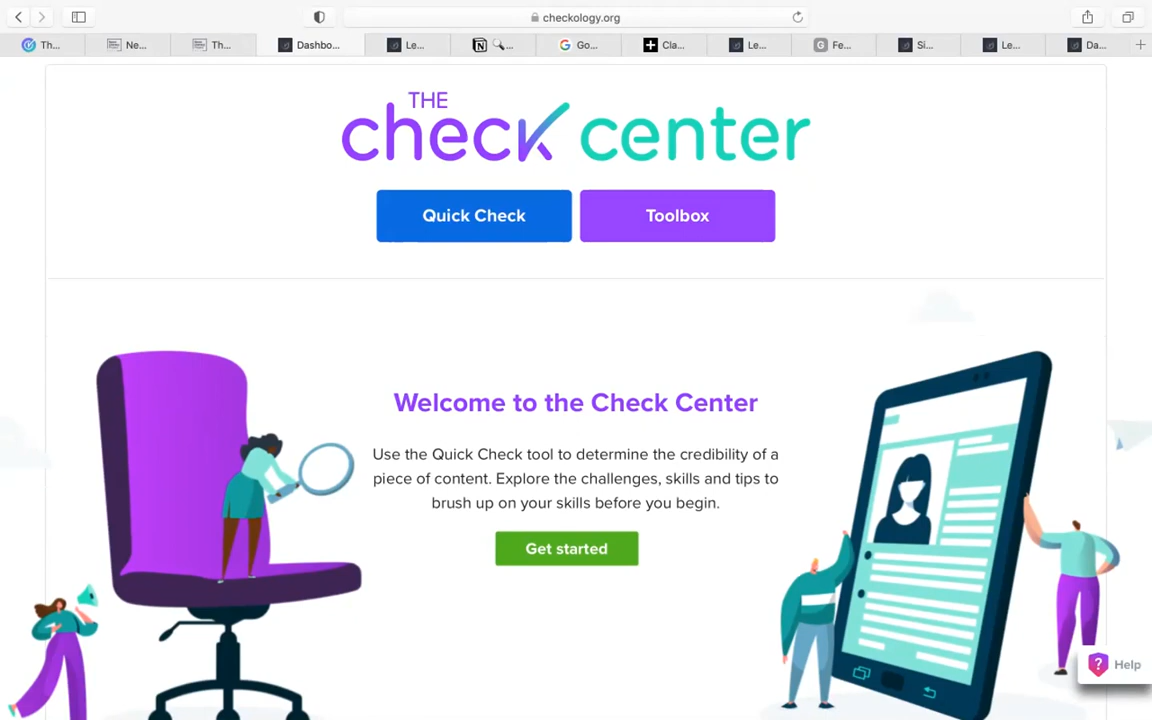 checkology.org
Th...
Ne...
Th...
Dashbo...
Le...
...
Go...
Cla...
Le...
Fe...
Si...
Le...
Da...
THE
check center
Quick Check
Toolbox
Welcome to the Check Center
Use the Quick Check tool to determine the credibility of a
piece of content. Explore the challenges, skills and tips to
brush up on your skills before you begin.
Get started
Help